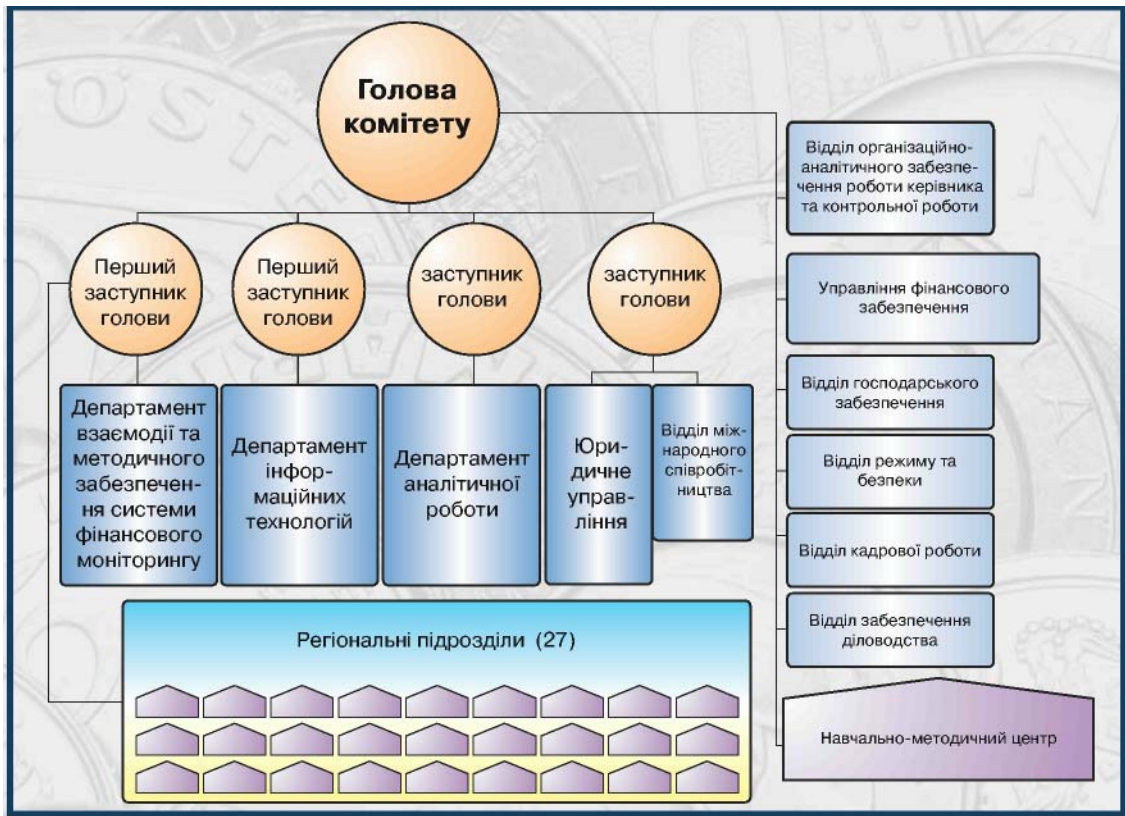 Голова
комітету
Перший
заступник
голови
Перший
заступник
голови
заступник
голови
заступник
голови
Департамент
взаємодії та
методичного
забезпечен-
ня системи
фінансового
моніторингу
Департамент
інфор-
маційних
технологій
Департамент
аналітичної
роботи
Юри-
дичне
управ-
ління
Відділ між-
народного
співробіт-
ництва
Регіональні підрозділи (27)
Відділ організаційно-
аналітичного забезпе-
чення роботи керівника
та контрольної роботи
Управління фінансового
забезпечення
Відділ господарського
забезпечення
Відділ режиму та
безпеки
Відділ кадрової роботи
Відділ забезпечення
діловодства
Навчально-методичний центр